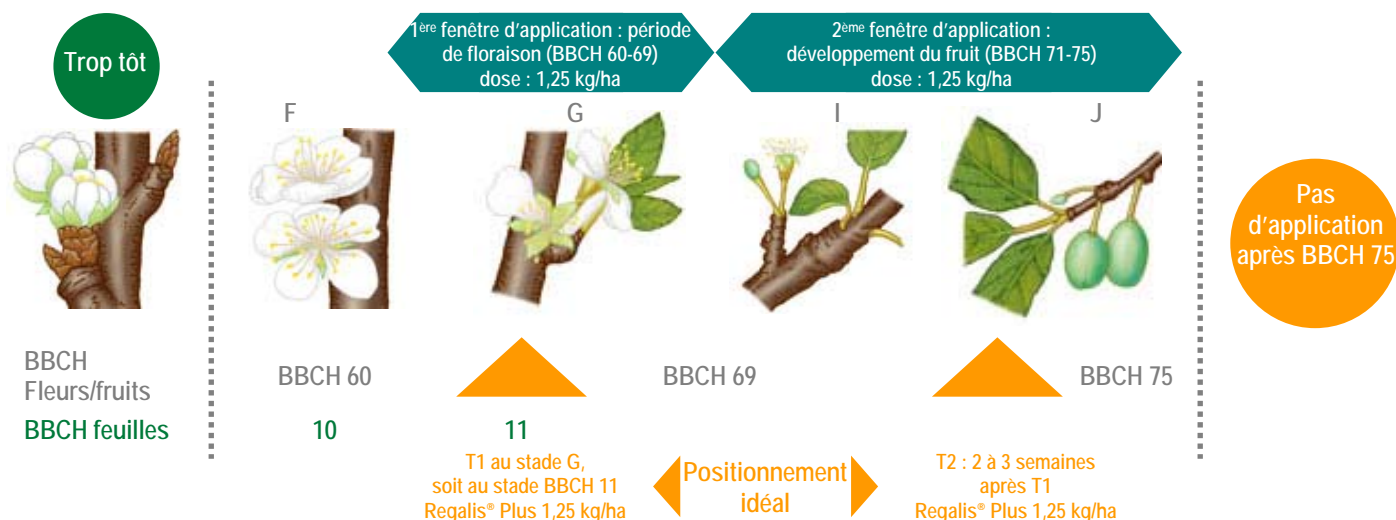 Trop tôt
1ère fenêtre d'application : période
de floraison (BBCH 60-69)
dose : 1,25 kg/ha
2ème fenêtre d'application :
développement du fruit (BBCH 71-75)
dose : 1,25 kg/ha
F
G
I
J
Pas
d'application
après BBCH 75
BBCH
Fleurs/fruits
BBCH 60
BBCH 69
BBCH 75
BBCH feuilles
10
11
T1 au stade G,
soit au stade BBCH 11
Regalis® Plus 1,25 kg/ha
Positionnement
idéal
T2 : 2 à 3 semaines
après T1
Regalis® Plus 1,25 kg/ha